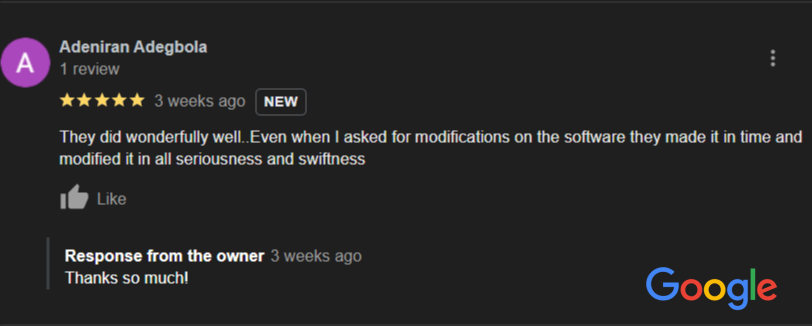 Adeniran Adegbola
A
1 review
3 weeks ago NEW
They did wonderfully well..Even when I asked for modifications on the software they made it in time and
modified it in all seriousness and swiftness
Like
Response from the owner 3 weeks ago
Thanks so much!
Google